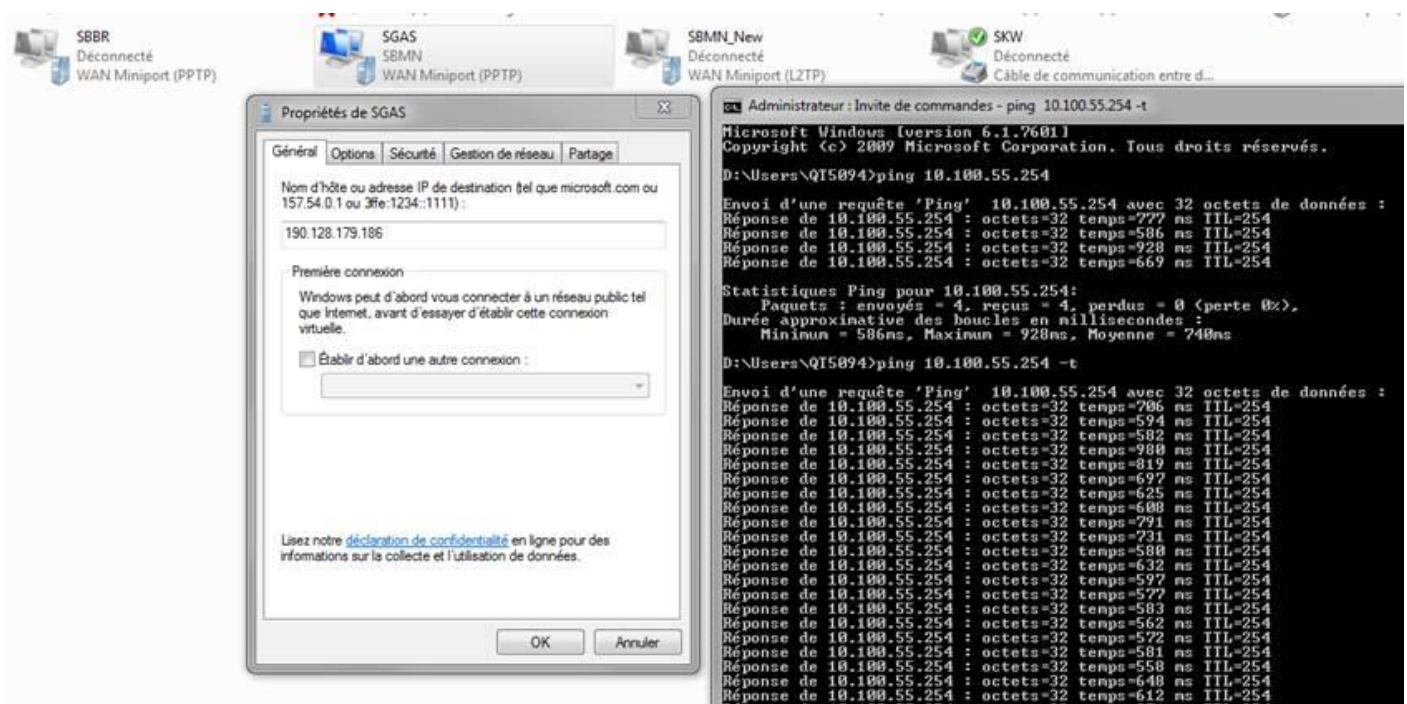 SBBR
Déconnecté
WAN Miniport (PPTP)
SGAS
SBMN
WAN Miniport (PPTP)
SBMN_New
Déconnecté
WAN Miniport (L2TP)
SKW
Déconnecté
Câble de communication entre d...
Propriétés de SGAS
Général Options Sécurité Gestion de réseau Partage
Nom d'hôte ou adresse IP de destination (tel que microsoft.com ou
157.54.0.1 ou 3ffe:1234::1111) :
190.128.179.186
Première connexion
Windows peut d'abord vous connecter à un réseau public tel
que Internet, avant d'essayer d'établir cette connexion
virtuelle.
Établir d'abord une autre connexion :
Lisez notre déclaration de confidentialité en ligne pour des
informations sur la collecte et l'utilisation de données.
OK Annuler
Administrateur : Invite de commandes - ping 10.100.55.254 -t
Microsoft Windows [version 6.1.7601]
Copyright (c) 2009 Microsoft Corporation. Tous droits réservés.
D:\Users\QT5094>ping 10.100.55.254
Envoi d'une requête 'Ping' 10.100.55.254 avec 32 octets de données :
Réponse de 10.100.55.254 : octets=32 temps=777 ms TTL=254
Réponse de 10.100.55.254 : octets=32 temps=586 ms TTL=254
Réponse de 10.100.55.254 : octets=32 temps=928 ms TTL=254
Réponse de 10.100.55.254 : octets=32 temps=669 ms TTL=254
Statistiques Ping pour 10.100.55.254:
Paquets : envoyés = 4, reçus = 4, perdus = 0 (perte 0%),
Durée approximative des boucles en millisecondes :
Minimum = 586ms, Maximum = 928ms, Moyenne = 740ms
D:\Users\QT5094>ping 10.100.55.254 -t
Envoi d'une requête 'Ping' 10.100.55.254 avec 32 octets de données :
Réponse de 10.100.55.254 : octets=32 temps=706 ms TTL=254
Réponse de 10.100.55.254 : octets=32 temps=594 ms TTL=254
Réponse de 10.100.55.254 : octets=32 temps=582 ms TTL=254
Réponse de 10.100.55.254 : octets=32 temps=980 ms TTL=254
Réponse de 10.100.55.254 : octets=32 temps=819 ms TTL=254
Réponse de 10.100.55.254 : octets=32 temps=697 ms TTL=254
Réponse de 10.100.55.254 : octets=32 temps=625 ms TTL=254
Réponse de 10.100.55.254 : octets=32 temps=608 ms TTL=254
Réponse de 10.100.55.254 : octets=32 temps=791 ms TTL=254
Réponse de 10.100.55.254 : octets=32 temps=731 ms TTL=254
Réponse de 10.100.55.254 : octets=32 temps=580 ms TTL=254
Réponse de 10.100.55.254 : octets=32 temps=632 ms TTL=254
Réponse de 10.100.55.254 : octets=32 temps=597 ms TTL=254
Réponse de 10.100.55.254 : octets=32 temps=577 ms TTL=254
Réponse de 10.100.55.254 : octets=32 temps=583 ms TTL=254
Réponse de 10.100.55.254 : octets=32 temps=562 ms TTL=254
Réponse de 10.100.55.254 : octets=32 temps=572 ms TTL=254
Réponse de 10.100.55.254 : octets=32 temps=581 ms TTL=254
Réponse de 10.100.55.254 : octets=32 temps=558 ms TTL=254
Réponse de 10.100.55.254 : octets=32 temps=648 ms TTL=254
Réponse de 10.100.55.254 : octets=32 temps=612 ms TTL=254